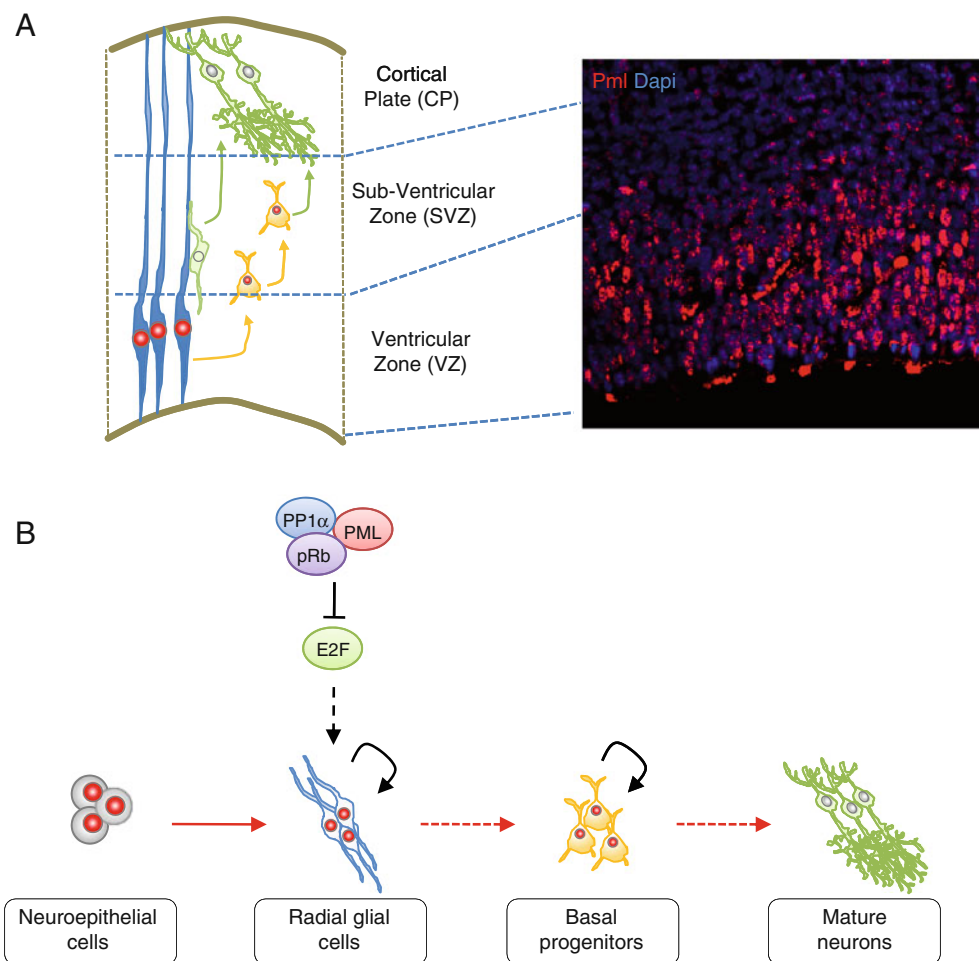 A
Cortical
Plate (CP)
Sub-Ventricular
Zone (SVZ)
Ventricular
Zone (VZ)
Pml Dapi
B
PP1α
PML
pRb
E2F
Neuroepithelial
cells
Radial glial
cells
Basal
progenitors
Mature
neurons